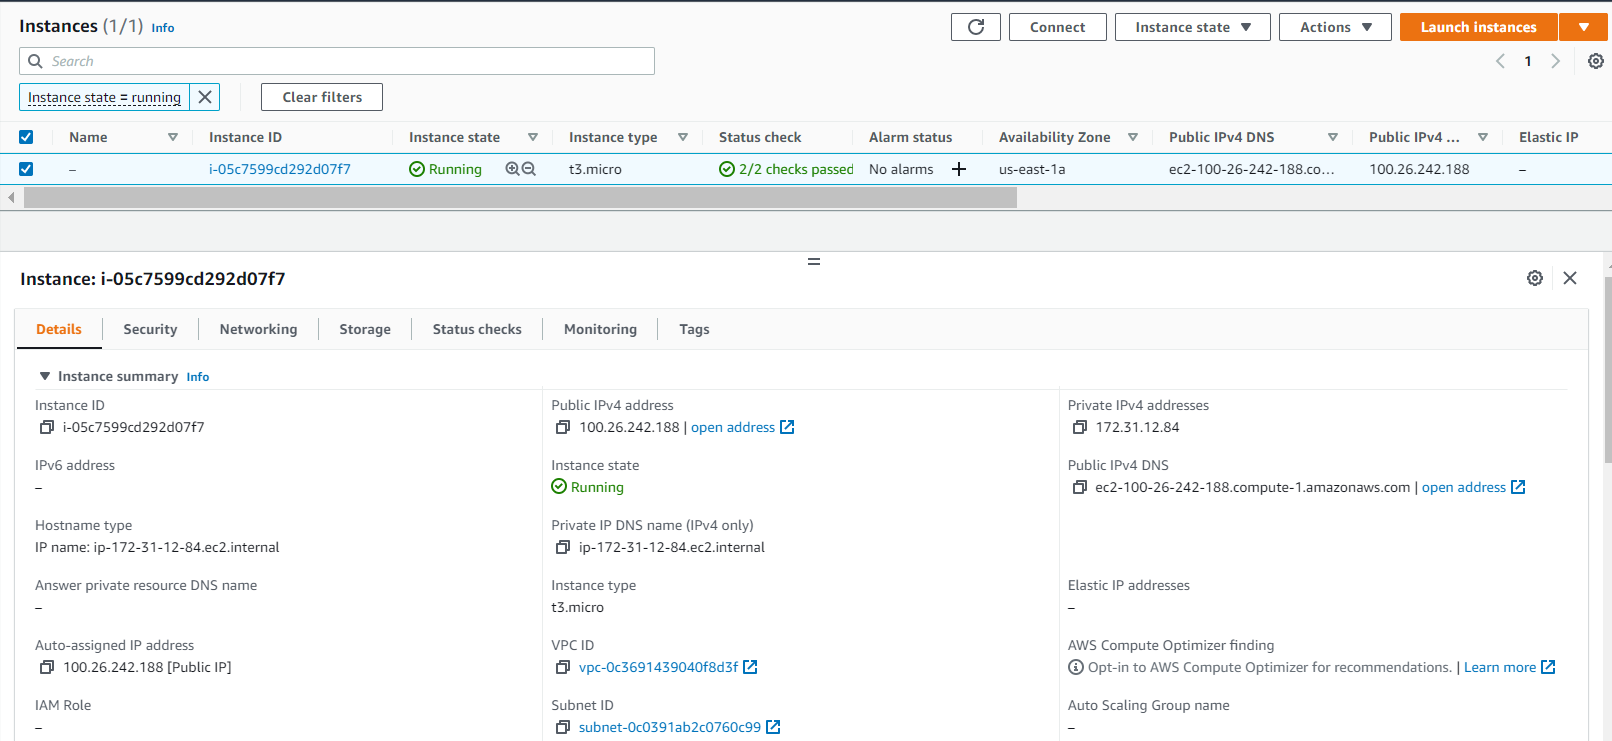 Instances (1/1) Info
Connect
Instance state
Actions
Launch instances
Search
1
Instance state = running
Clear filters
Name Instance ID Instance state Instance type Status check Alarm status Availability Zone Public IPv4 DNS Public IPv4 ... Elastic IP
– i-05c7599cd292d07f7 Running t3.micro 2/2 checks passed No alarms + us-east-1a ec2-100-26-242-188.co... 100.26.242.188 –
Instance: i-05c7599cd292d07f7
Details Security Networking Storage Status checks Monitoring Tags
Instance summary Info
Instance ID
i-05c7599cd292d07f7
Public IPv4 address
100.26.242.188 | open address
Private IPv4 addresses
172.31.12.84
IPv6 address
–
Instance state
Running
Public IPv4 DNS
ec2-100-26-242-188.compute-1.amazonaws.com | open address
Hostname type
IP name: ip-172-31-12-84.ec2.internal
Private IP DNS name (IPv4 only)
ip-172-31-12-84.ec2.internal
Answer private resource DNS name
–
Instance type
t3.micro
Elastic IP addresses
–
Auto-assigned IP address
100.26.242.188 [Public IP]
VPC ID
vpc-0c3691439040f8d3f
AWS Compute Optimizer finding
Opt-in to AWS Compute Optimizer for recommendations. | Learn more
IAM Role
–
Subnet ID
subnet-0c0391ab2c0760c99
Auto Scaling Group name
–